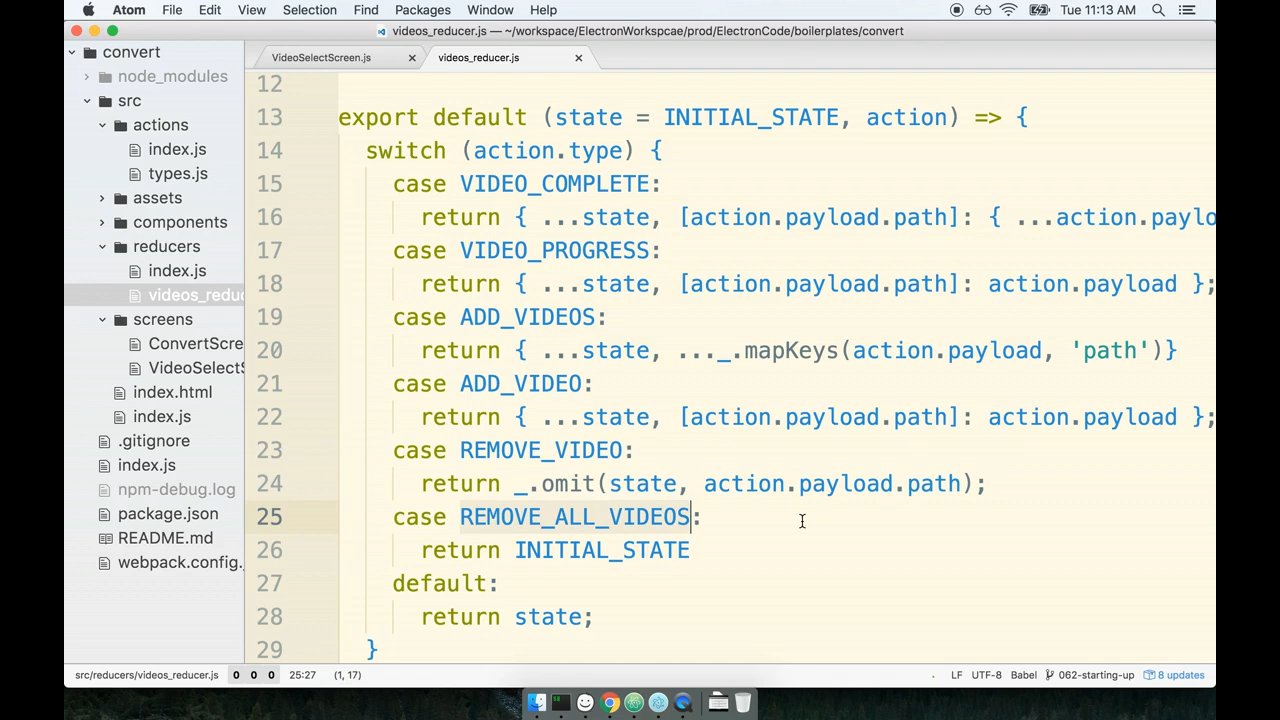 Atom File Edit View Selection Find Packages Window Help Tue 11:13 AM
videos_reducer.js — ~/workspace/ElectronWorkspcae/prod/ElectronCode/boilerplates/convert
convert
node_modules
src
actions
index.js
types.js
assets
components
reducers
index.js
videos_reduc
screens
ConvertScre
VideoSelectS
index.html
index.js
.gitignore
index.js
npm-debug.log
package.json
README.md
webpack.config.
VideoSelectScreen.js videos_reducer.js
12
13 export default (state = INITIAL_STATE, action) => {
14 switch (action.type) {
15 case VIDEO_COMPLETE:
16 return { ...state, [action.payload.path]: { ...action.paylo
17 case VIDEO_PROGRESS:
18 return { ...state, [action.payload.path]: action.payload };
19 case ADD_VIDEOS:
20 return { ...state, ..._.mapKeys(action.payload, 'path')}
21 case ADD_VIDEO:
22 return { ...state, [action.payload.path]: action.payload };
23 case REMOVE_VIDEO:
24 return _.omit(state, action.payload.path);
25 case REMOVE_ALL_VIDEOS:
26 return INITIAL_STATE
27 default:
28 return state;
29 }
src/reducers/videos_reducer.js 0 0 0 25:27 (1, 17) LF UTF-8 Babel 062-starting-up 8 updates